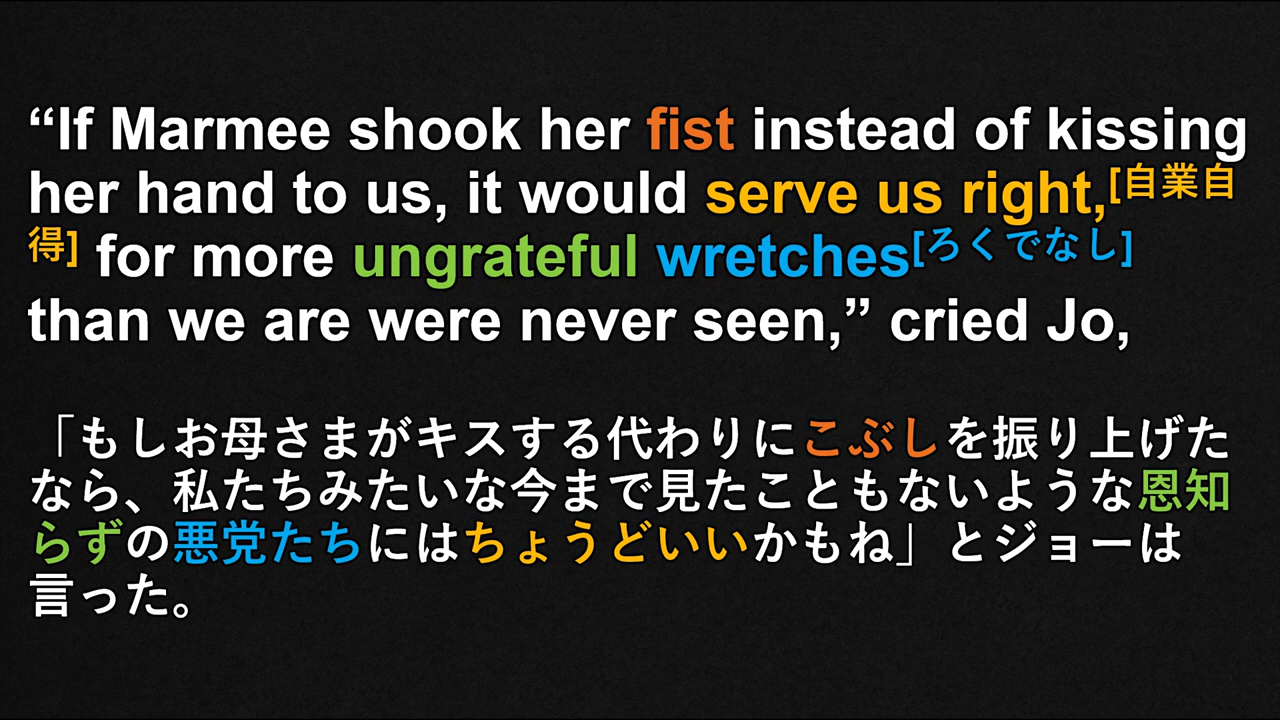 “If Marmee shook her fist instead of kissing
her hand to us, it would serve us right,[自業自
得] for more ungrateful wretches[ろくでなし]
than we are were never seen,” cried Jo,
「もしお母さまがキスする代わりにこぶしを振り上げた
なら、私たちみたいな今まで見たこともないような恩知
らずの悪党たちにはちょうどいいかもね」とジョーは
言った。